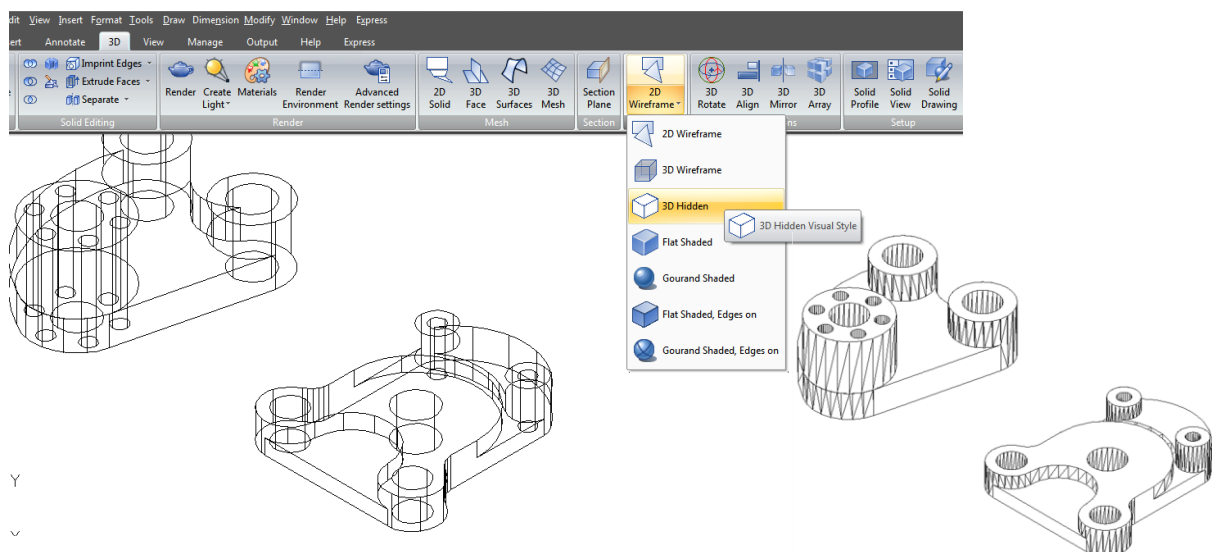 dit View Insert Format Tools Draw Dimension Modify Window Help Express
ert Annotate 3D View Manage Output Help Express
Imprint Edges
Extrude Faces
Separate
Solid Editing
Render Create Light Materials Render Environment Advanced Render settings
Render
2D Solid 3D Face 3D Surfaces 3D Mesh
Mesh
Section Plane
Section
2D Wireframe
3D Rotate 3D Align 3D Mirror 3D Array
ns
Solid Profile Solid View Solid Drawing
Setup
2D Wireframe
3D Wireframe
3D Hidden
3D Hidden Visual Style
Flat Shaded
Gourand Shaded
Flat Shaded, Edges on
Gourand Shaded, Edges on
Y